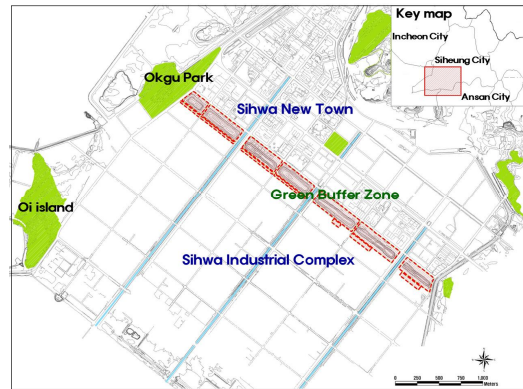 Key map
Incheon City
Siheung City
Ansan City
Okgu Park
Sihwa New Town
Oi island
Green Buffer Zone
Sihwa Industrial Complex
0 250 500 1,000
Meters